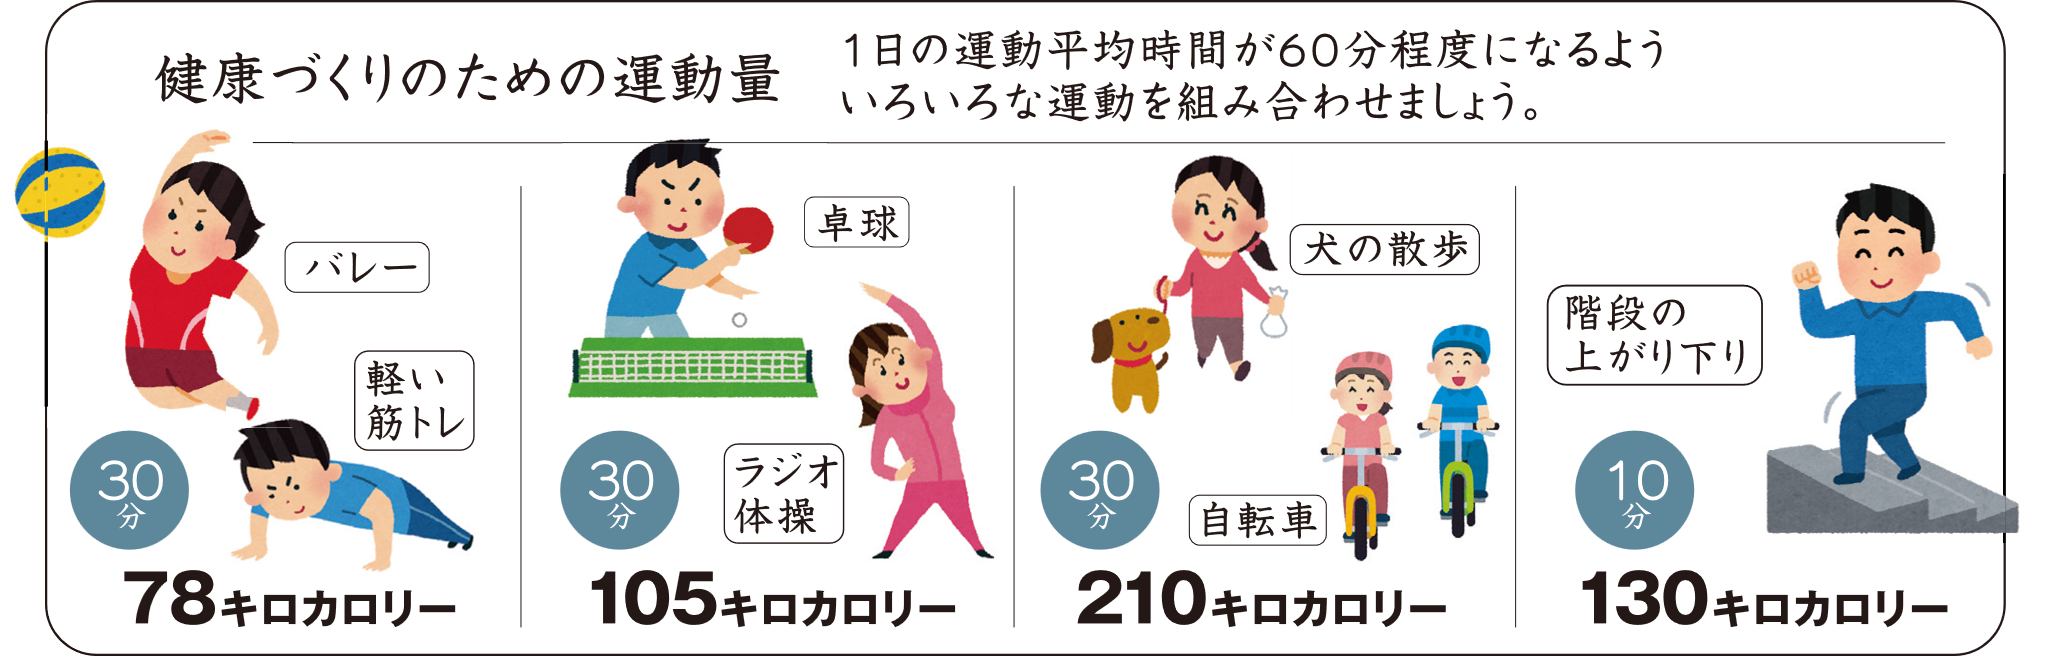 健康づくりのための運動量
1日の運動平均時間が60分程度になるよう
いろいろな運動を組み合わせましょう。
バレー
軽い
筋トレ
30
分
78キロカロリー
卓球
ラジオ
体操
30
分
105キロカロリー
犬の散歩
自転車
30
分
210キロカロリー
階段の
上がり下り
10
分
130キロカロリー